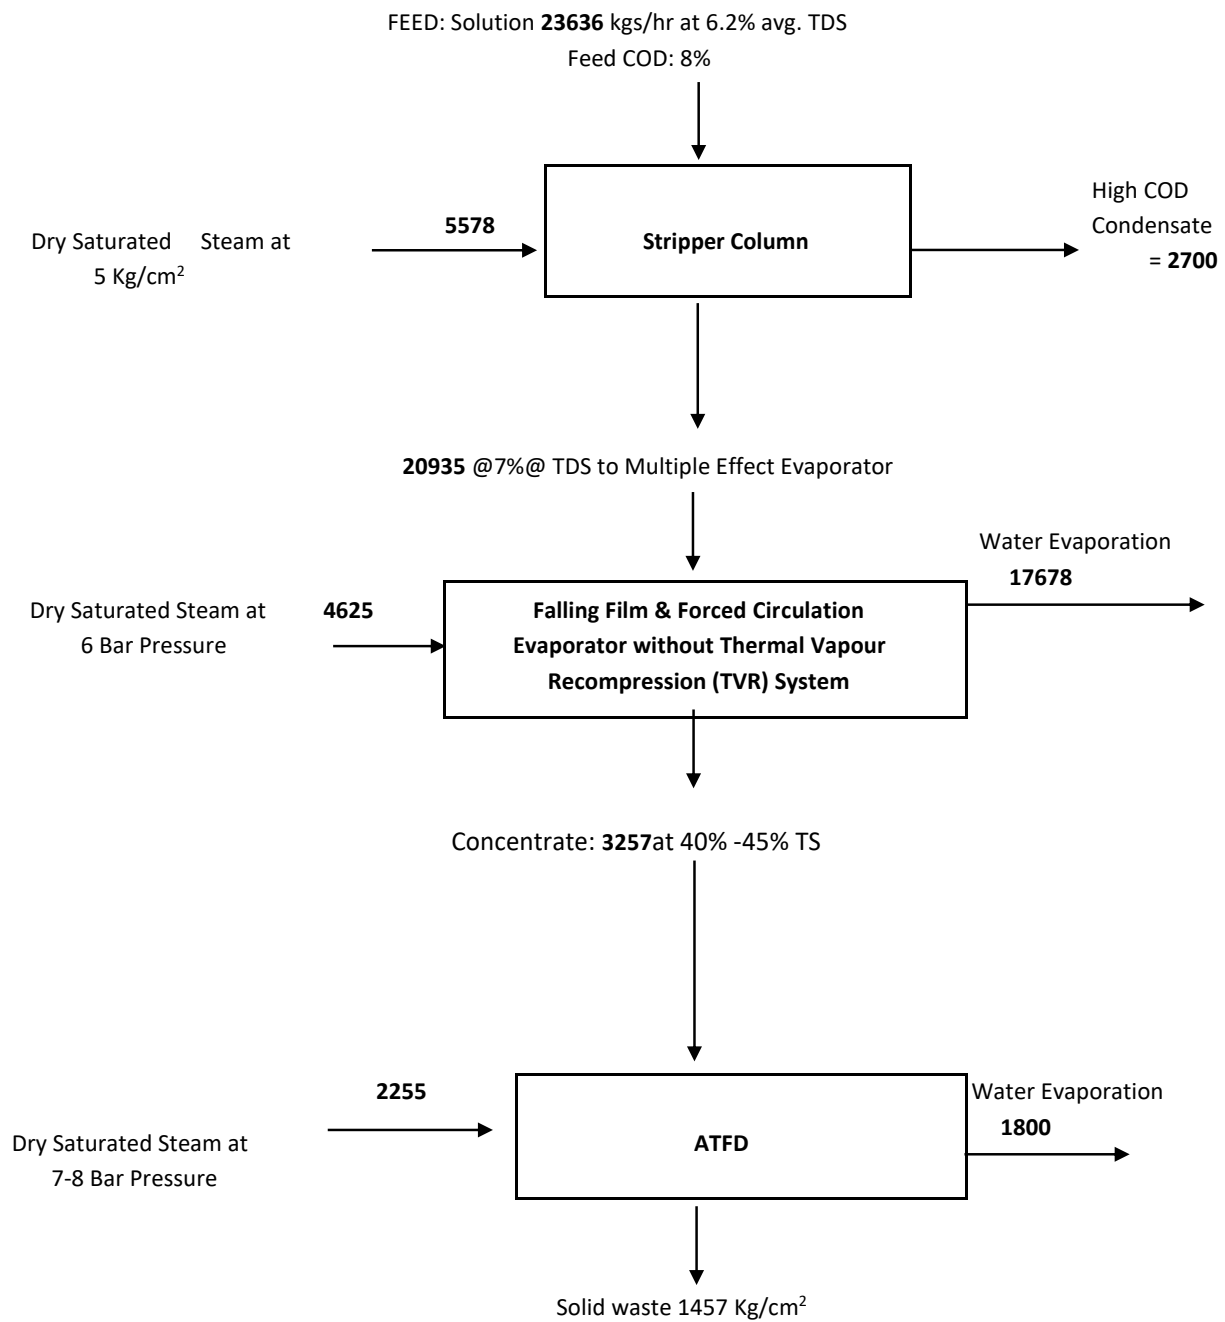 FEED: Solution 23636 kgs/hr at 6.2% avg. TDS
Feed COD: 8%
5578
Dry Saturated Steam at
5 Kg/cm²
Stripper Column
High COD
Condensate
= 2700
20935 @7%@ TDS to Multiple Effect Evaporator
Water Evaporation
17678
Dry Saturated Steam at
6 Bar Pressure
4625
Falling Film & Forced Circulation
Evaporator without Thermal Vapour
Recompression (TVR) System
Concentrate: 3257at 40% -45% TS
2255
Dry Saturated Steam at
7-8 Bar Pressure
ATFD
Water Evaporation
1800
Solid waste 1457 Kg/cm²